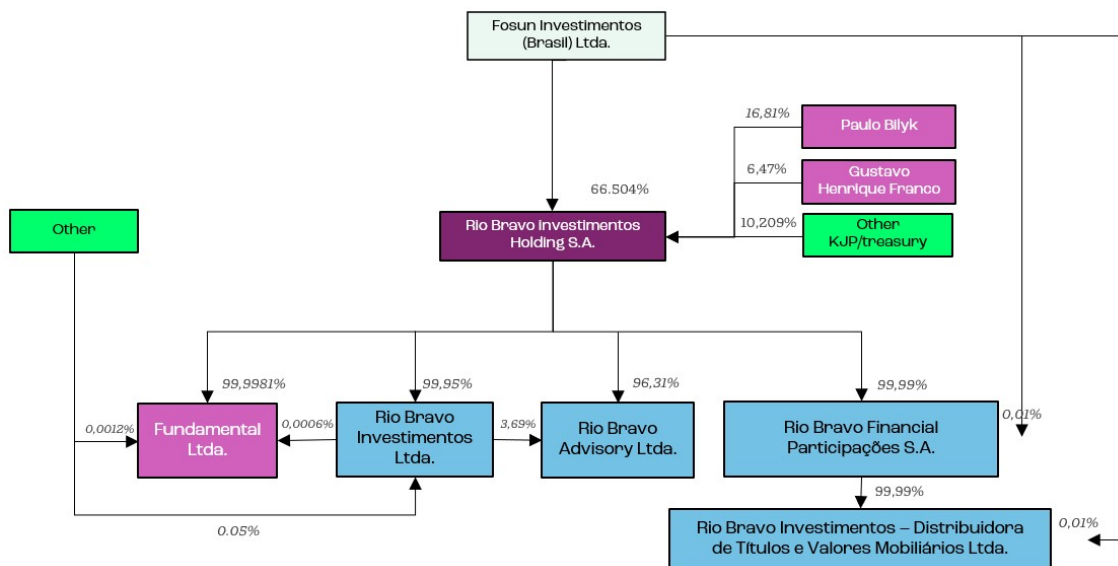 Fosun Investimentos
(Brasil) Ltda.
16,81%
Paulo Bilyk
6,47%
Gustavo
Henrique Franco
66.504%
Other
Rio Bravo investimentos
Holding S.A.
10,209%
Other
KJP/treasury
99,9981%
99,95%
96,31%
99,99%
0,01%
0,0012%
Fundamental
Ltda.
0,0006%
Rio Bravo
Investimentos
Ltda.
3,69%
Rio Bravo
Advisory Ltda.
Rio Bravo Financial
Participações S.A.
99,99%
0.05%
Rio Bravo Investimentos – Distribuidora
de Títulos e Valores Mobiliários Ltda.
0,01%